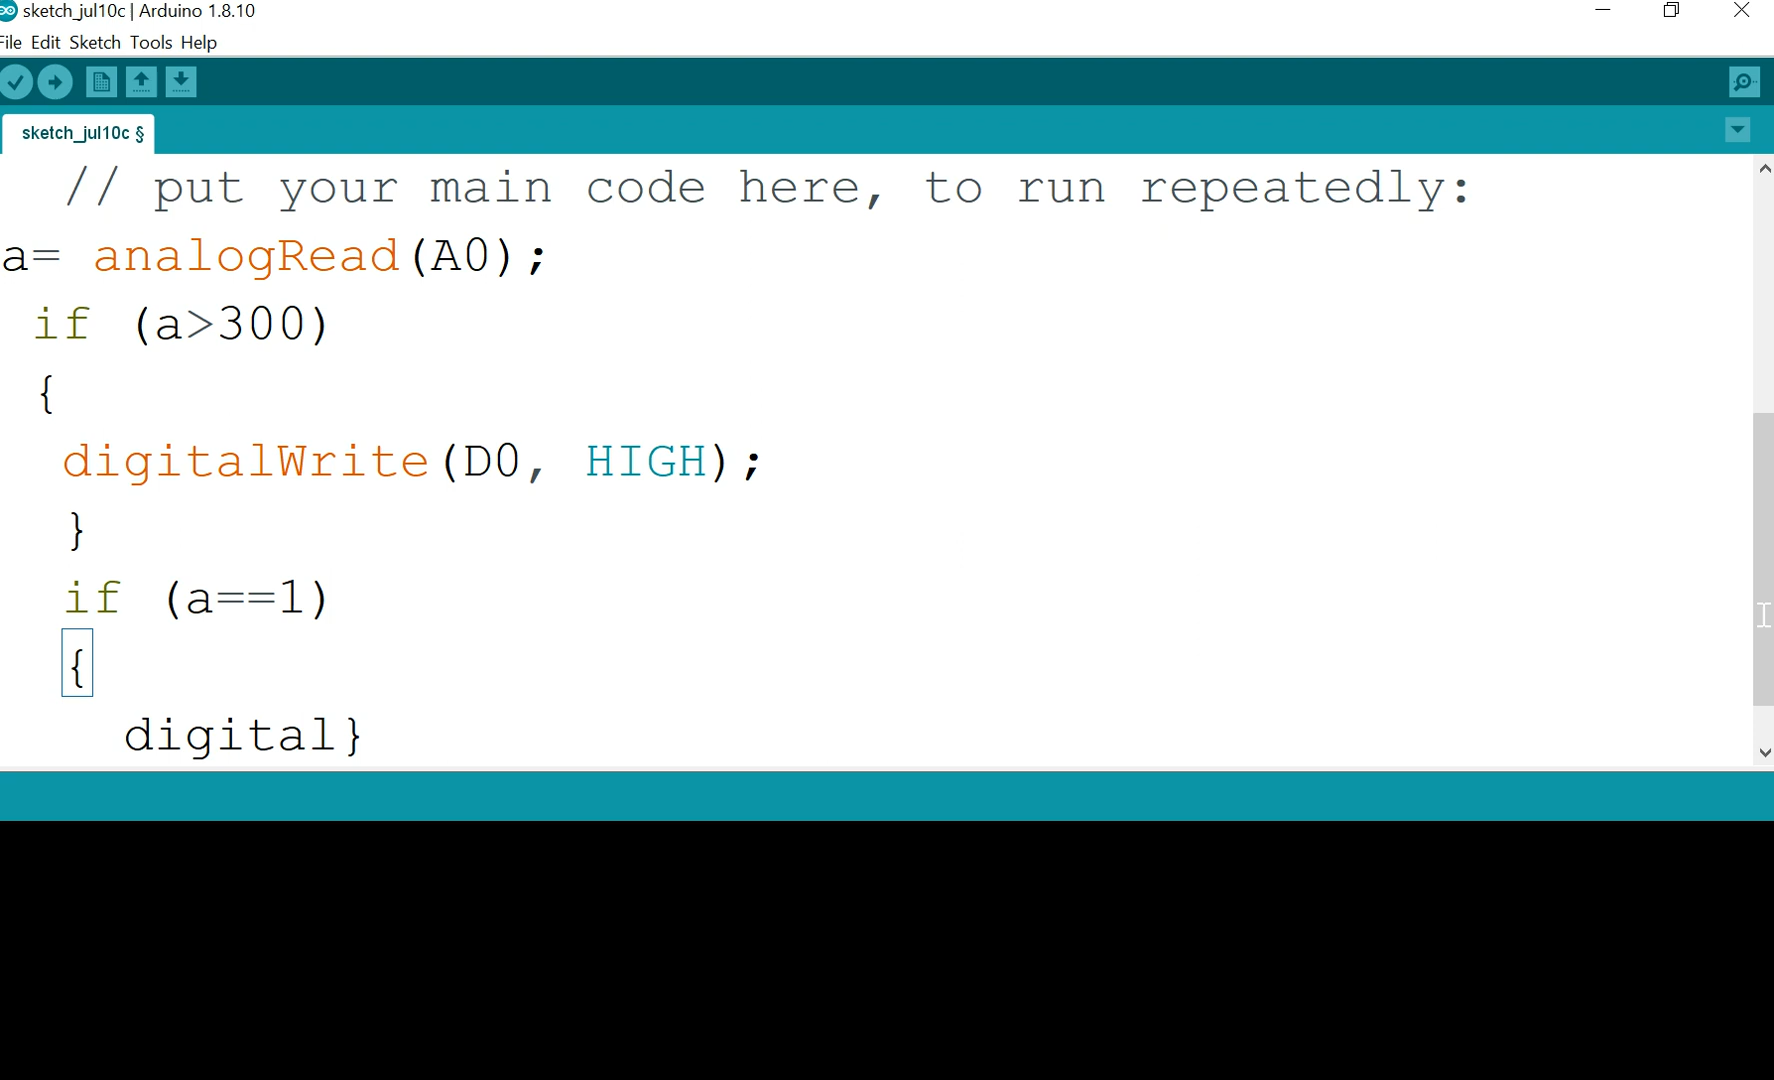 sketch_jul10c | Arduino 1.8.10
File Edit Sketch Tools Help
sketch_jul10c §
// put your main code here, to run repeatedly:
a= analogRead(A0);
if (a>300)
{
digitalWrite(D0, HIGH);
}
if (a==1)
{
digital}